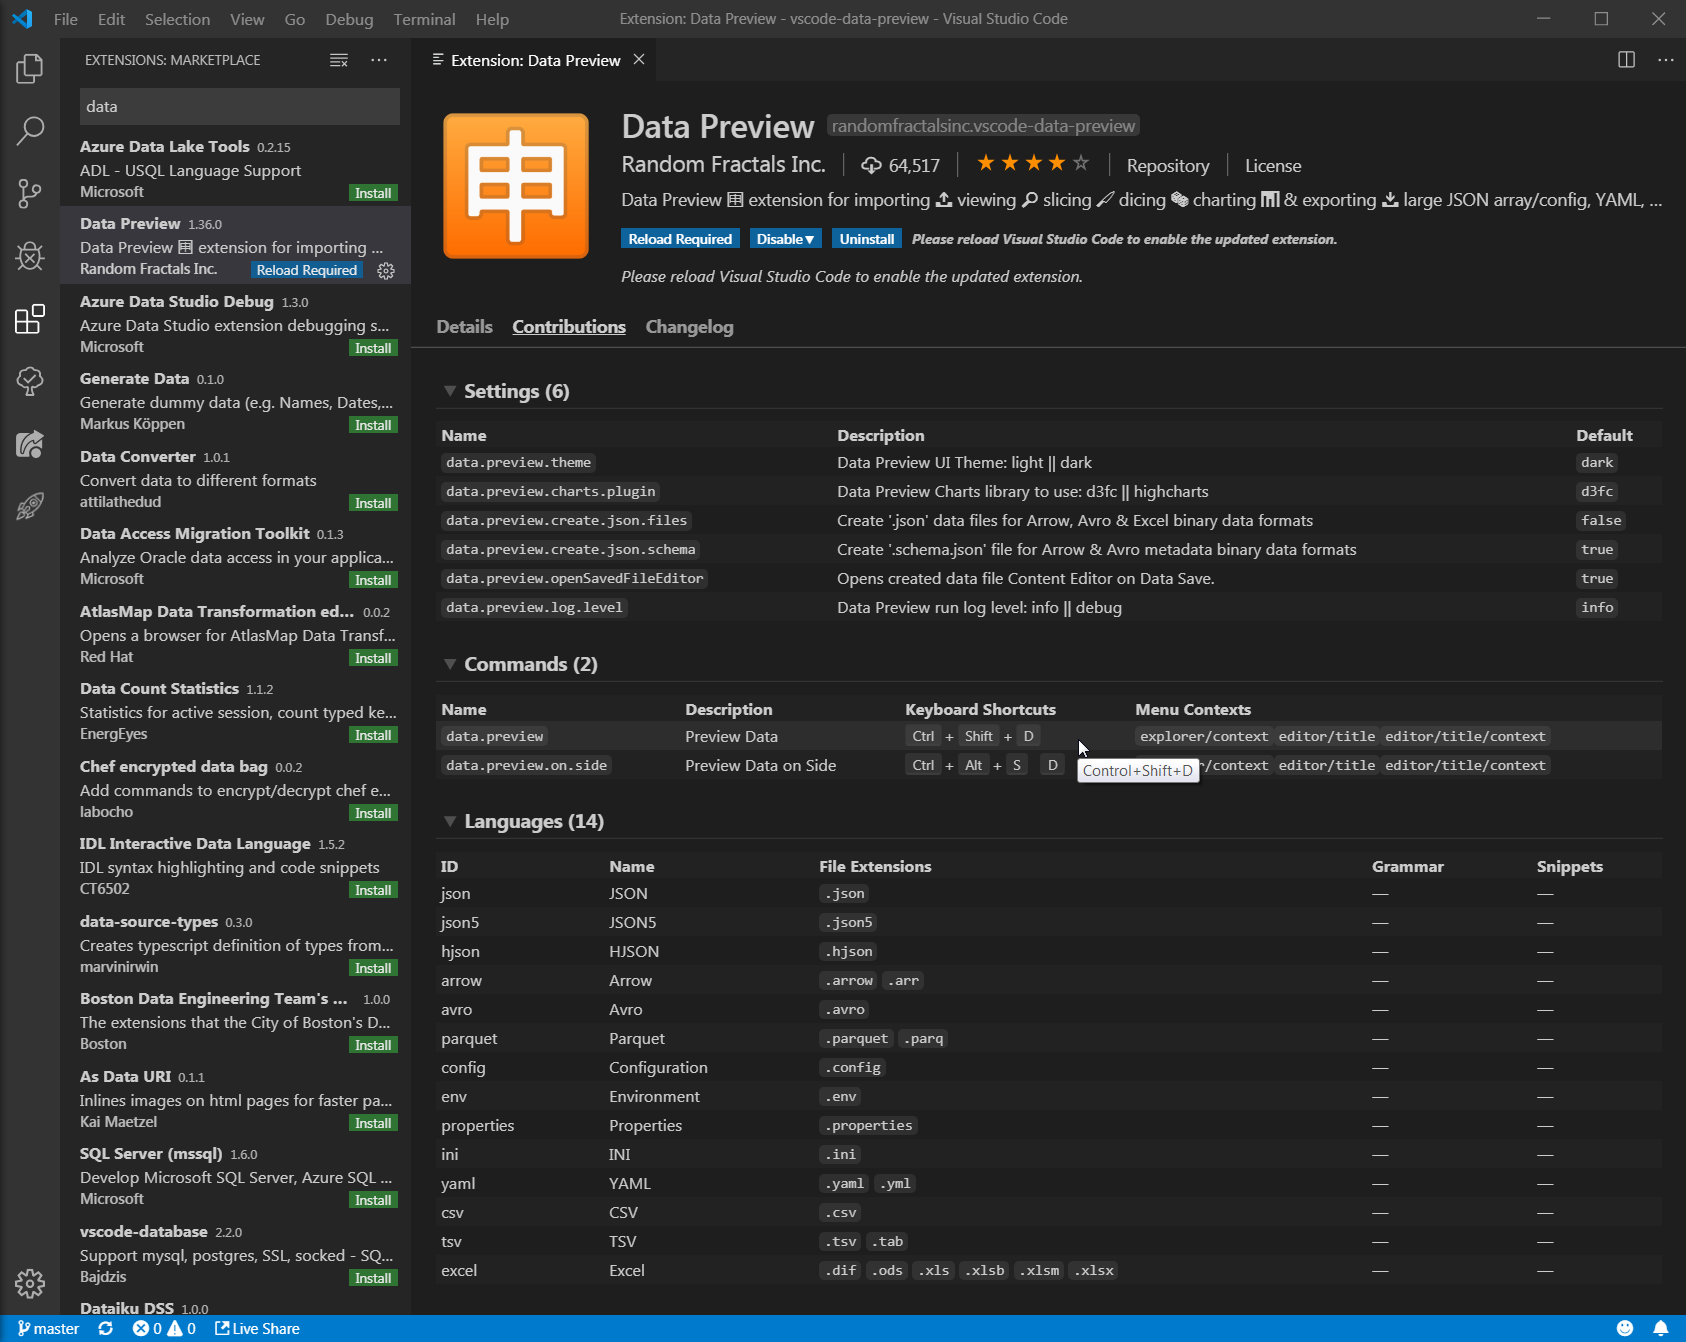 File Edit Selection View Go Debug Terminal Help Extension: Data Preview - vscode-data-preview - Visual Studio Code
EXTENSIONS: MARKETPLACE
data
Azure Data Lake Tools 0.2.15
ADL - USQL Language Support
Microsoft Install
Data Preview 1.36.0
Data Preview 🈸 extension for importing ...
Random Fractals Inc. Reload Required
Azure Data Studio Debug 1.3.0
Azure Data Studio extension debugging s...
Microsoft Install
Generate Data 0.1.0
Generate dummy data (e.g. Names, Dates,...
Markus Köppen Install
Data Converter 1.0.1
Convert data to different formats
attilathedud Install
Data Access Migration Toolkit 0.1.3
Analyze Oracle data access in your applica...
Microsoft Install
AtlasMap Data Transformation ed... 0.0.2
Opens a browser for AtlasMap Data Transf...
Red Hat Install
Data Count Statistics 1.1.2
Statistics for active session, count typed ke...
EnergEyes Install
Chef encrypted data bag 0.0.2
Add commands to encrypt/decrypt chef e...
labocho Install
IDL Interactive Data Language 1.5.2
IDL syntax highlighting and code snippets
CT6502 Install
data-source-types 0.3.0
Creates typescript definition of types from...
marvinirwin Install
Boston Data Engineering Team's ... 1.0.0
The extensions that the City of Boston's D...
Boston Install
As Data URI 0.1.1
Inlines images on html pages for faster pa...
Kai Maetzel Install
SQL Server (mssql) 1.6.0
Develop Microsoft SQL Server, Azure SQL ...
Microsoft Install
vscode-database 2.2.0
Support mysql, postgres, SSL, socked - SQ...
Bajdzis Install
Dataiku DSS 1.0.0
Extension: Data Preview
申
Data Preview randomfractalsinc.vscode-data-preview
Random Fractals Inc. 64,517 ★★★★☆ Repository License
Data Preview 🈸 extension for importing 📤 viewing 🔎 slicing 🔪 dicing 🎲 charting 📊 & exporting 📥 large JSON array/config, YAML, ...
Reload Required Disable▼ Uninstall Please reload Visual Studio Code to enable the updated extension.
Please reload Visual Studio Code to enable the updated extension.
Details Contributions Changelog
Settings (6)
Name Description Default
data.preview.theme Data Preview UI Theme: light || dark dark
data.preview.charts.plugin Data Preview Charts library to use: d3fc || highcharts d3fc
data.preview.create.json.files Create '.json' data files for Arrow, Avro & Excel binary data formats false
data.preview.create.json.schema Create '.schema.json' file for Arrow & Avro metadata binary data formats true
data.preview.openSavedFileEditor Opens created data file Content Editor on Data Save. true
data.preview.log.level Data Preview run log level: info || debug info
Commands (2)
Name Description Keyboard Shortcuts Menu Contexts
data.preview Preview Data Ctrl + Shift + D explorer/context editor/title editor/title/context
data.preview.on.side Preview Data on Side Ctrl + Alt + S D r/context editor/title editor/title/context
Control+Shift+D
Languages (14)
ID Name File Extensions Grammar Snippets
json JSON .json — —
json5 JSON5 .json5 — —
hjson HJSON .hjson — —
arrow Arrow .arrow .arr — —
avro Avro .avro — —
parquet Parquet .parquet .parq — —
config Configuration .config — —
env Environment .env — —
properties Properties .properties — —
ini INI .ini — —
yaml YAML .yaml .yml — —
csv CSV .csv — —
tsv TSV .tsv .tab — —
excel Excel .dif .ods .xls .xlsb .xlsm .xlsx — —
master 0 0 Live Share